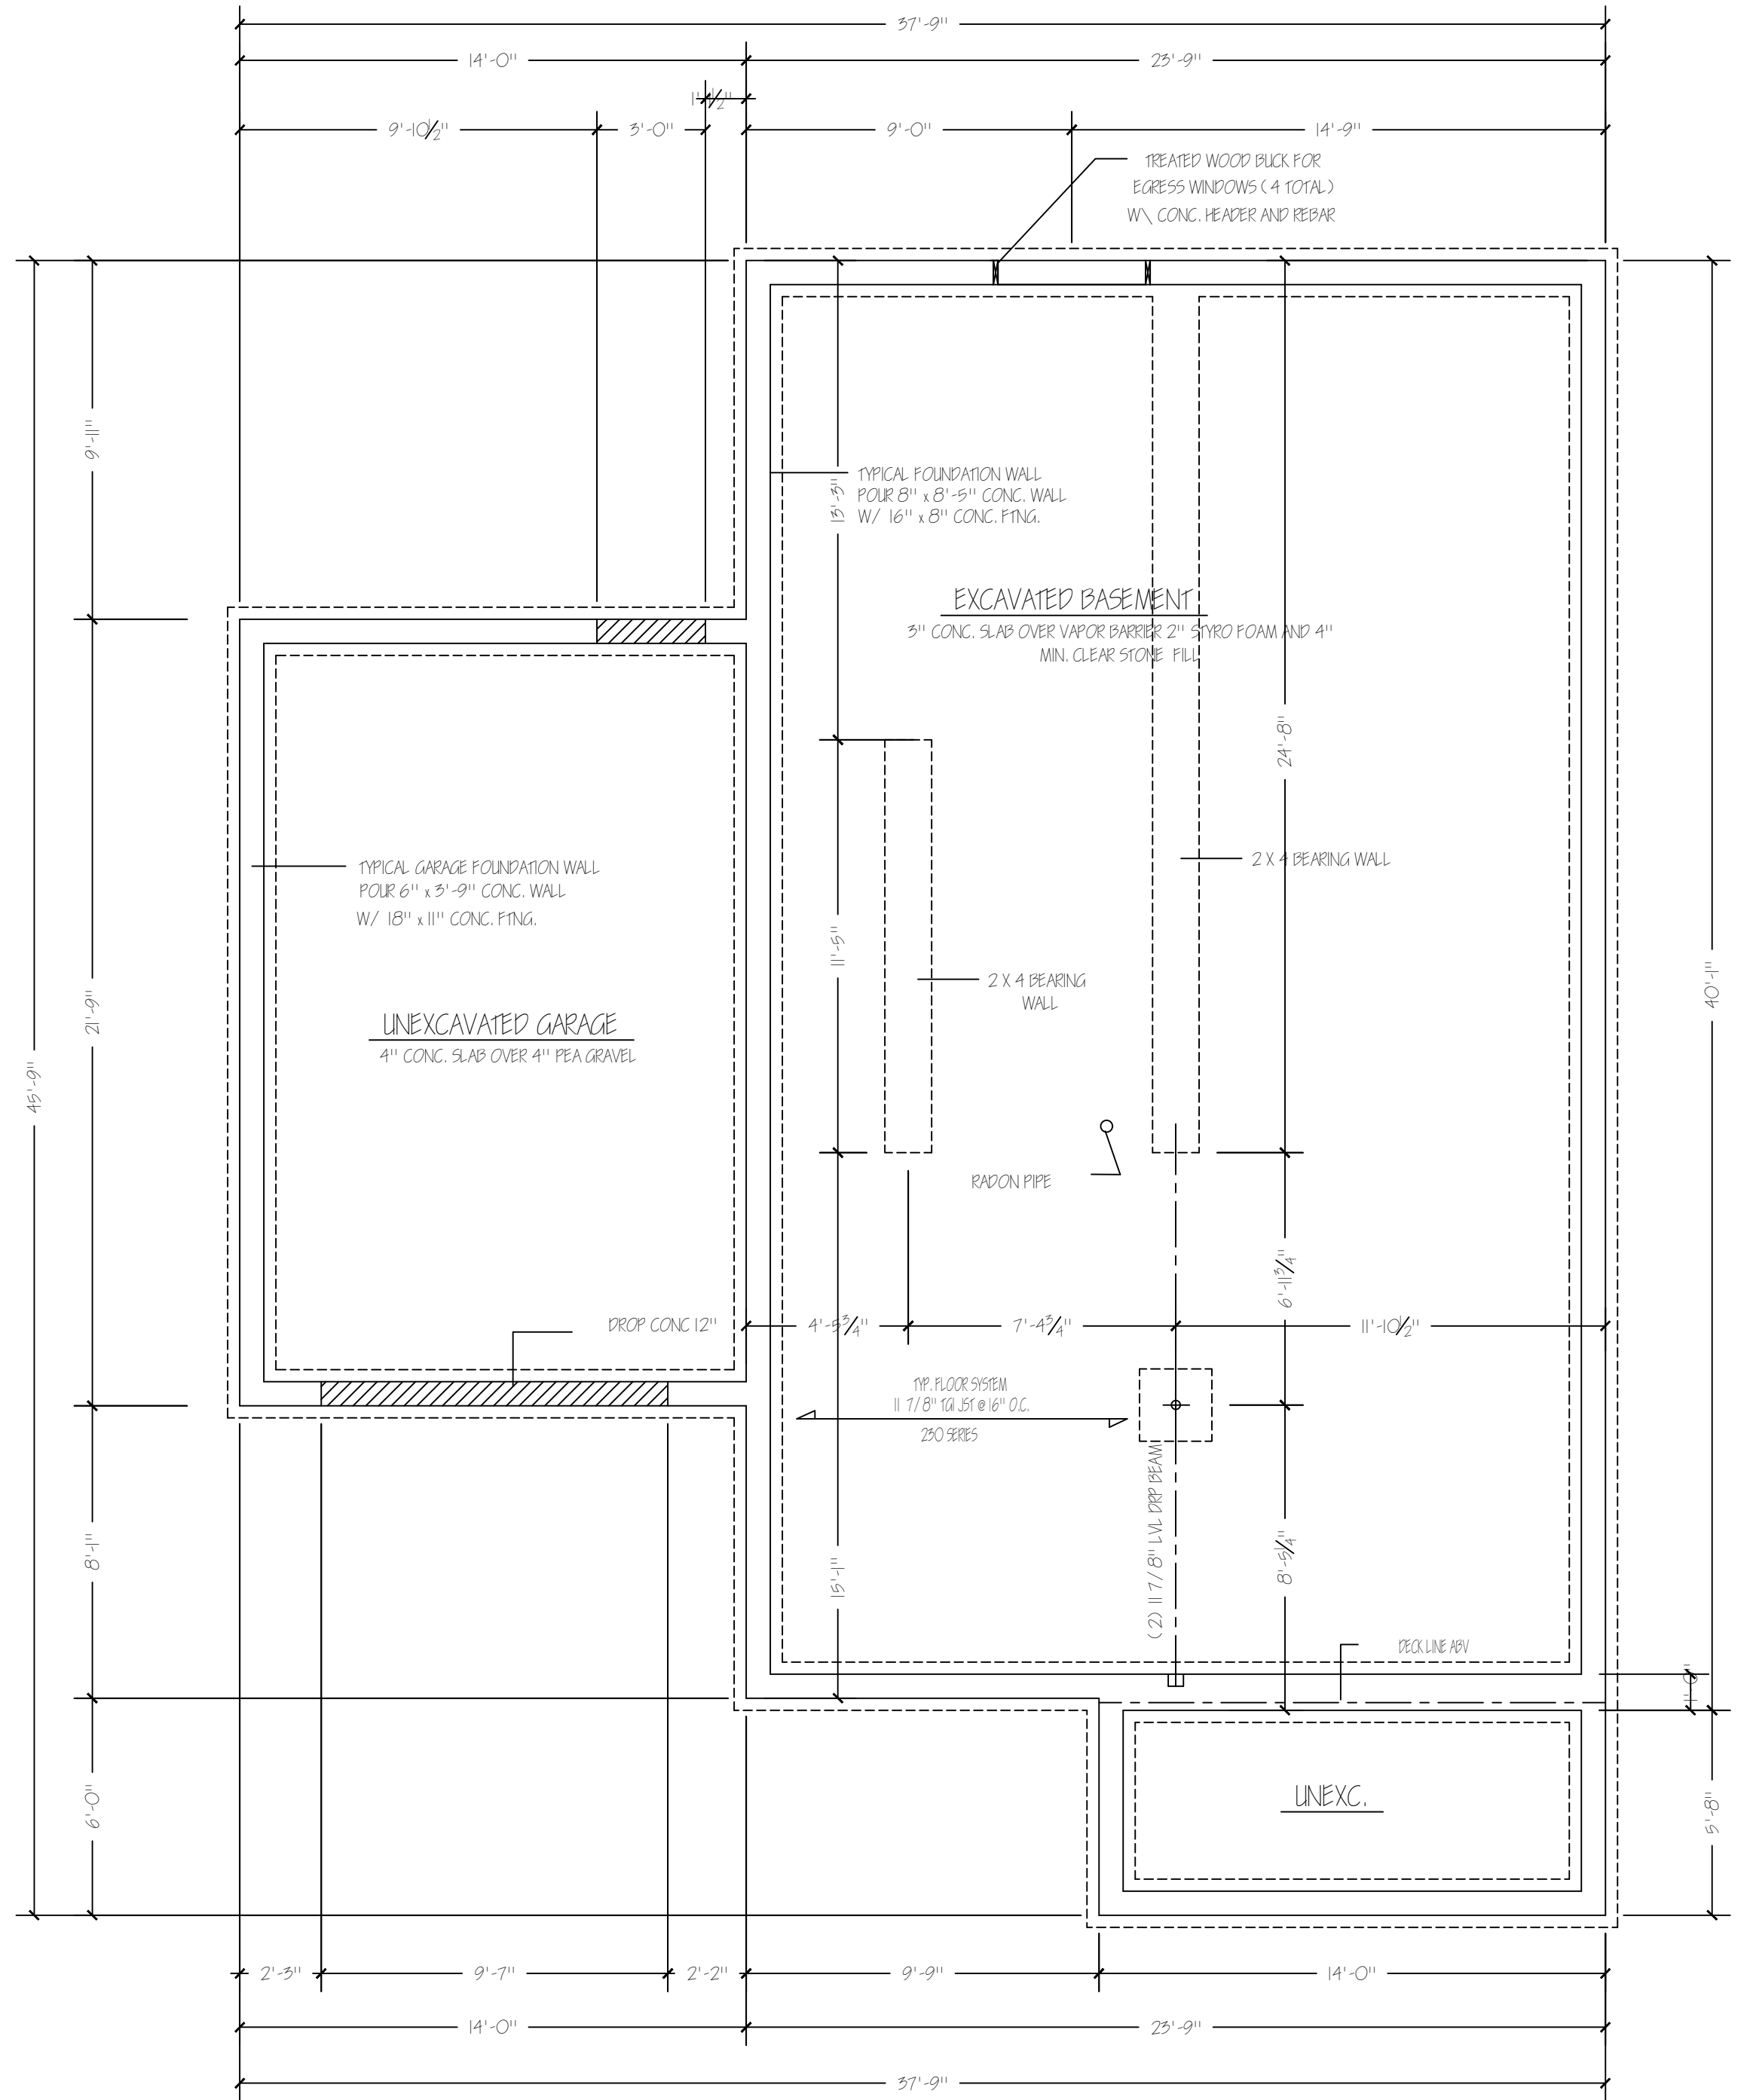 37'-9"
14'-0"
23'-9"
1'-1/2"
9'-10 1/2"
3'-0"
9'-0"
14'-9"
TREATED WOOD BUCK FOR
EGRESS WINDOWS ( 4 TOTAL)
W\ CONC. HEADER AND REBAR
9'-11"
13'-3"
TYPICAL FOUNDATION WALL
POUR 8" x 8'-5" CONC. WALL
W/ 16" x 8" CONC. FTNG.
EXCAVATED BASEMENT
3" CONC. SLAB OVER VAPOR BARRIER 2" STYRO FOAM AND 4"
MIN. CLEAR STONE FILL
24'-8"
TYPICAL GARAGE FOUNDATION WALL
POUR 6" x 3'-9" CONC. WALL
W/ 18" x 11" CONC. FTNG.
2 X 4 BEARING WALL
11'-5"
2 X 4 BEARING
WALL
40'-1"
21'-9"
UNEXCAVATED GARAGE
4" CONC. SLAB OVER 4" PEA GRAVEL
45'-9"
RADON PIPE
6'-11 3/4"
DROP CONC 12"
4'-5 3/4"
7'-4 3/4"
11'-10 1/2"
TYP. FLOOR SYSTEM
11 7/8" TGI JST @ 16" O.C.
230 SERIES
( 2) 11 7/8" LVL DRP BEAM
8'-1"
15'-1"
8'-5 1/4"
DECK LINE ABV
1'-0"
6'-0"
UNEXC.
5'-8"
2'-3"
9'-7"
2'-2"
9'-9"
14'-0"
14'-0"
23'-9"
37'-9"